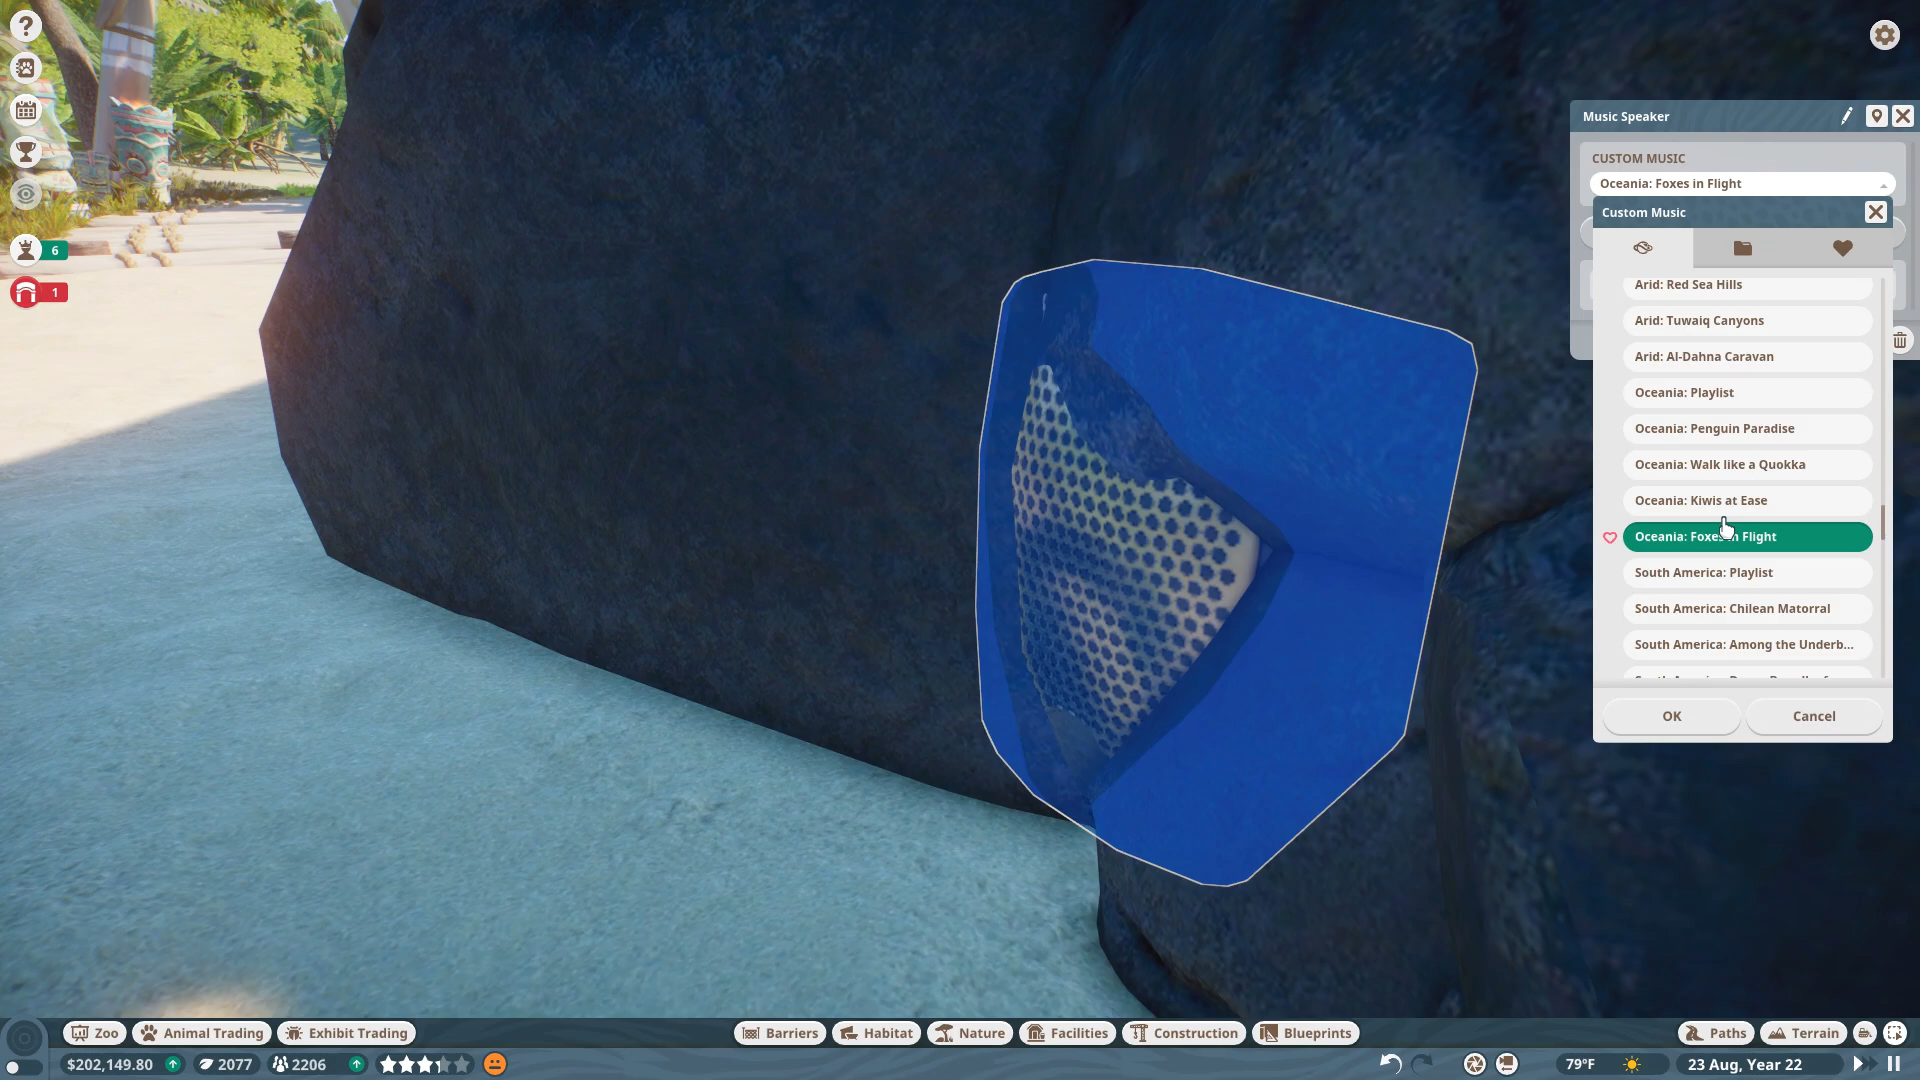 ?
6
1
Music Speaker
CUSTOM MUSIC
Oceania: Foxes in Flight
Custom Music
Arid: Red Sea Hills
Arid: Tuwaiq Canyons
Arid: Al-Dahna Caravan
Oceania: Playlist
Oceania: Penguin Paradise
Oceania: Walk like a Quokka
Oceania: Kiwis at Ease
Oceania: Foxes in Flight
South America: Playlist
South America: Chilean Matorral
South America: Among the Underb...
OK
Cancel
Zoo
Animal Trading
Exhibit Trading
Barriers
Habitat
Nature
Facilities
Construction
Blueprints
Paths
Terrain
$202,149.80
2077
2206
79°F
23 Aug, Year 22